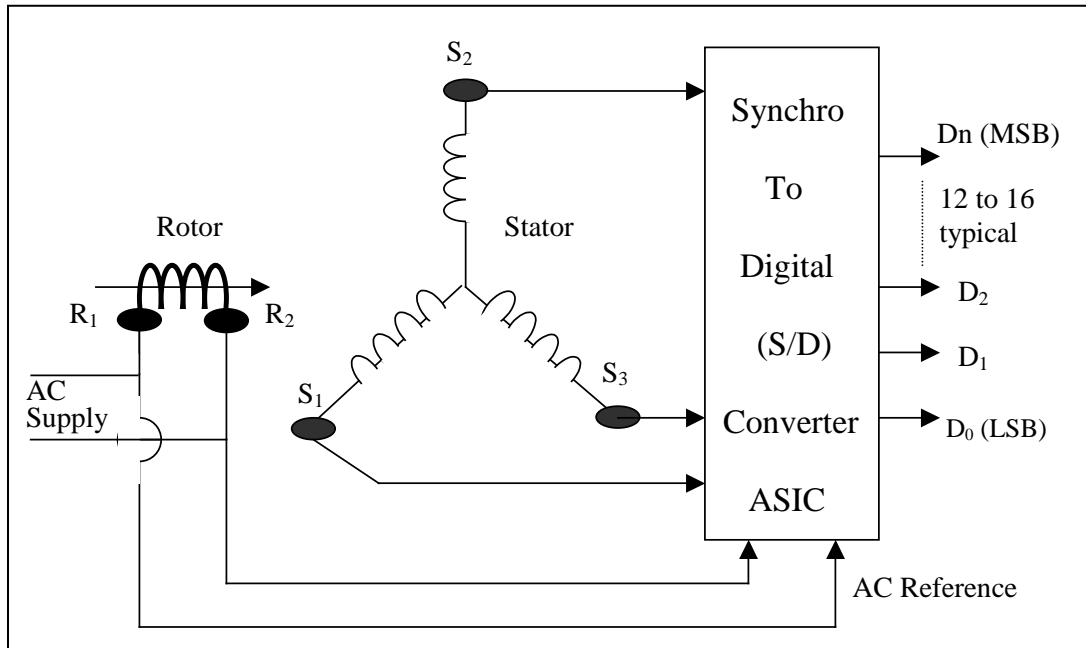 S₂
Synchro
To
Digital
(S/D)
Converter
ASIC
Dn (MSB)
12 to 16
typical
D₂
D₁
D₀ (LSB)
Rotor
Stator
R₁
R₂
S₁
S₃
AC
Supply
AC Reference